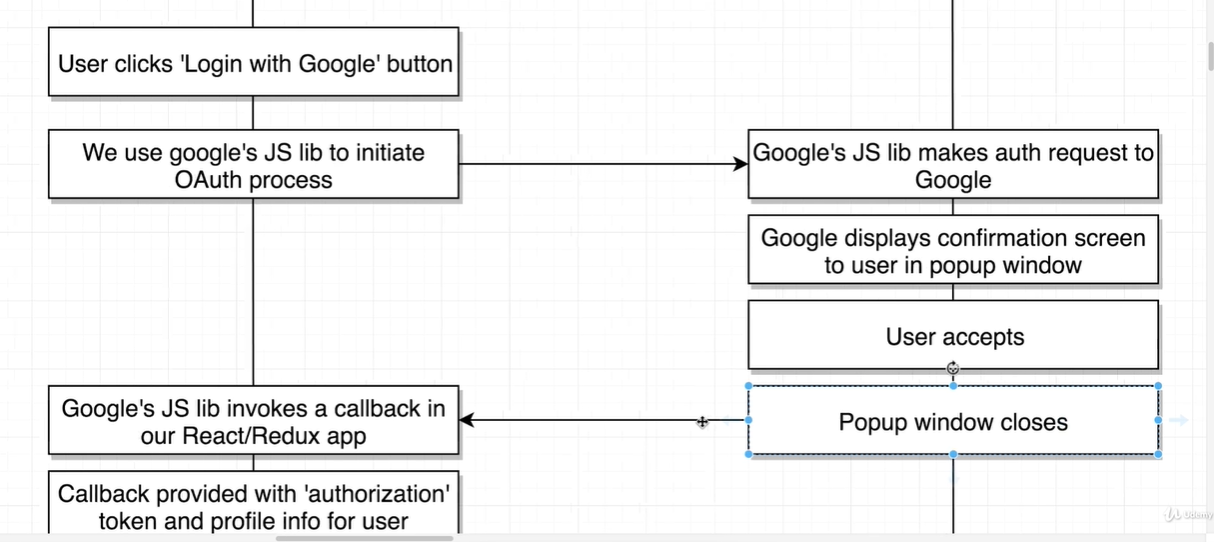 User clicks 'Login with Google' button
We use google's JS lib to initiate
OAuth process
Google's JS lib makes auth request to
Google
Google displays confirmation screen
to user in popup window
User accepts
Google's JS lib invokes a callback in
our React/Redux app
Popup window closes
Callback provided with 'authorization'
token and profile info for user
Udemy